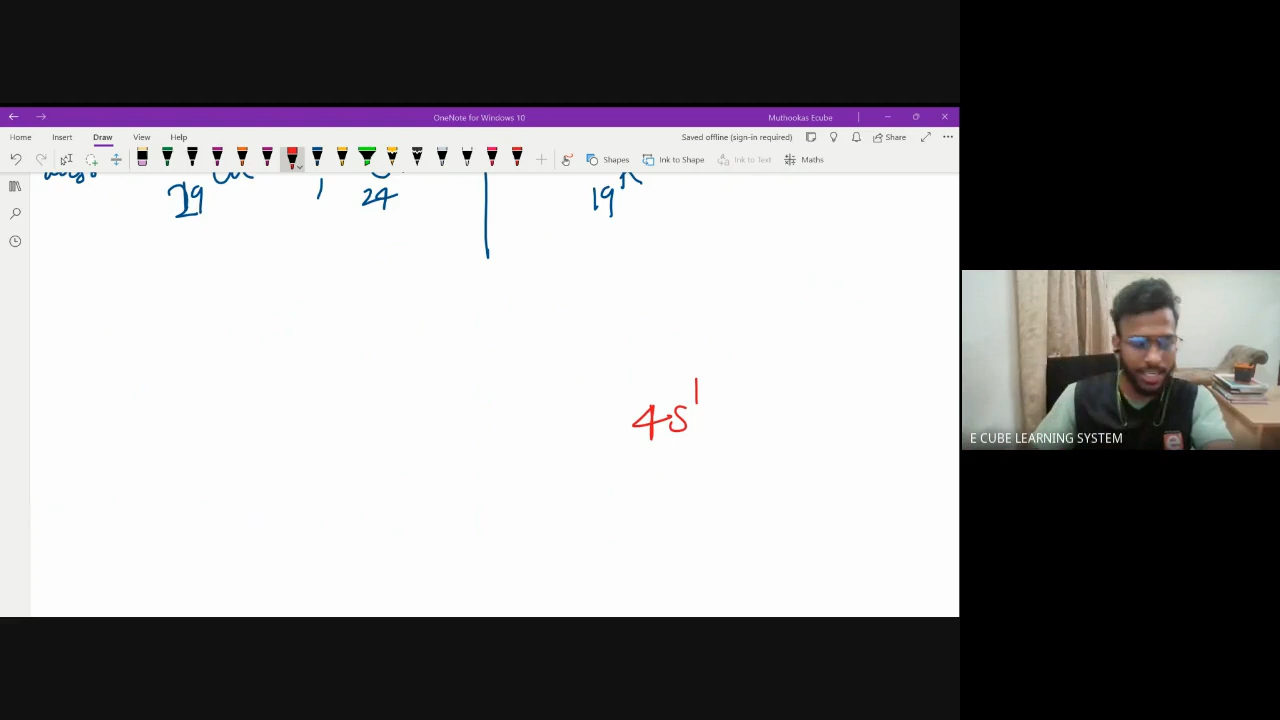 OneNote for Windows 10
Muthookas Ecube
Home Insert Draw View Help
Saved offline (sign-in required)
Share
Shapes Ink to Shape Ink to Text Maths
29 , 24 19
4s¹
E CUBE LEARNING SYSTEM